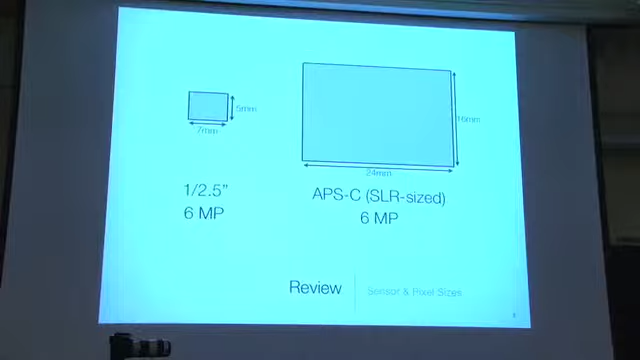 5mm
7mm
16mm
24mm
1/2.5"
6 MP
APS-C (SLR-sized)
6 MP
Review
Sensor & Pixel Sizes